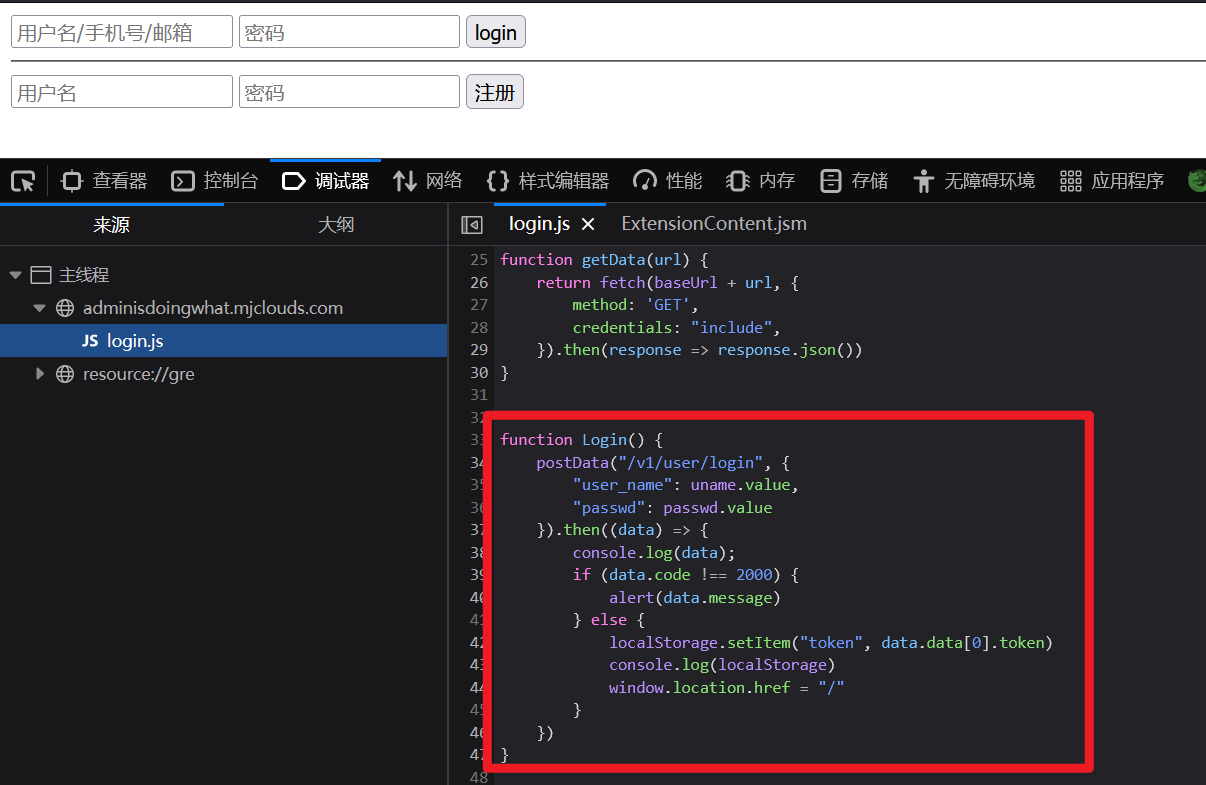 用户名/手机号/邮箱 密码 login
用户名 密码 注册
查看器 控制台 调试器 网络 {} 样式编辑器 性能 内存 存储 无障碍环境 应用程序
来源 大纲 login.js × ExtensionContent.jsm
主线程
adminisdoingwhat.mjclouds.com
JS login.js
resource://gre
25 function getData(url) {
26     return fetch(baseUrl + url, {
27         method: 'GET',
28         credentials: "include",
29     }).then(response => response.json())
30 }
31
32
33 function Login() {
34     postData("/v1/user/login", {
35         "user_name": uname.value,
36         "passwd": passwd.value
37     }).then((data) => {
38         console.log(data);
39         if (data.code !== 2000) {
40             alert(data.message)
41         } else {
42             localStorage.setItem("token", data.data[0].token)
43             console.log(localStorage)
44             window.location.href = "/"
45         }
46     })
47 }
48